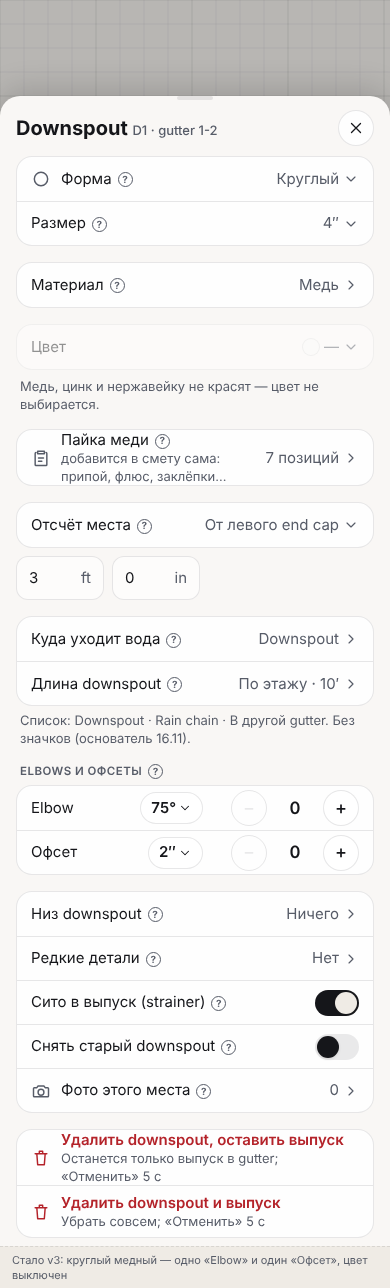 Downspout D1 · gutter 1-2
Форма ? Круглый
Размер ? 4″
Материал ? Медь
Цвет —
Медь, цинк и нержавейку не красят — цвет не
выбирается.
Пайка меди ?
добавится в смету сама:
припой, флюс, заклёпки...
7 позиций
Отсчёт места ? От левого end cap
3 ft 0 in
Куда уходит вода ? Downspout
Длина downspout ? По этажу · 10′
Список: Downspout · Rain chain · В другой gutter. Без
значков (основатель 16.11).
ELBOWS И ОФСЕТЫ ?
Elbow 75° − 0 +
Офсет 2″ − 0 +
Низ downspout ? Ничего
Редкие детали ? Нет
Сито в выпуск (strainer) ?
Снять старый downspout ?
Фото этого места ? 0
Удалить downspout, оставить выпуск
Останется только выпуск в gutter;
«Отменить» 5 с
Удалить downspout и выпуск
Убрать совсем; «Отменить» 5 с
Стало v3: круглый медный — одно «Elbow» и один «Офсет», цвет
выключен